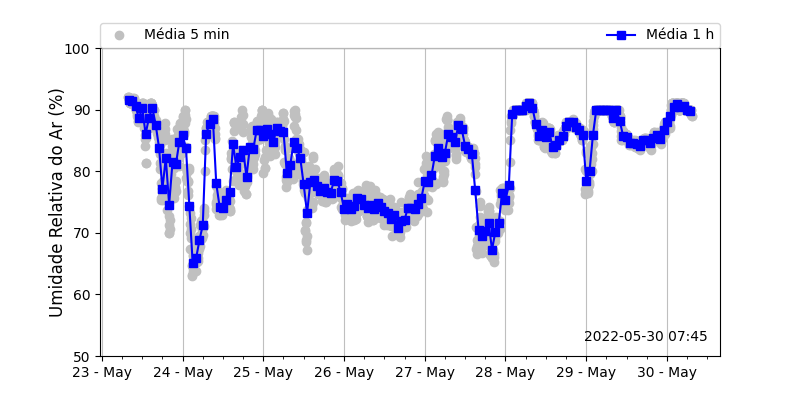 Média 5 min
Média 1 h
Umidade Relativa do Ar (%)
100
90
80
70
60
50
2022-05-30 07:45
23 - May
24 - May
25 - May
26 - May
27 - May
28 - May
29 - May
30 - May